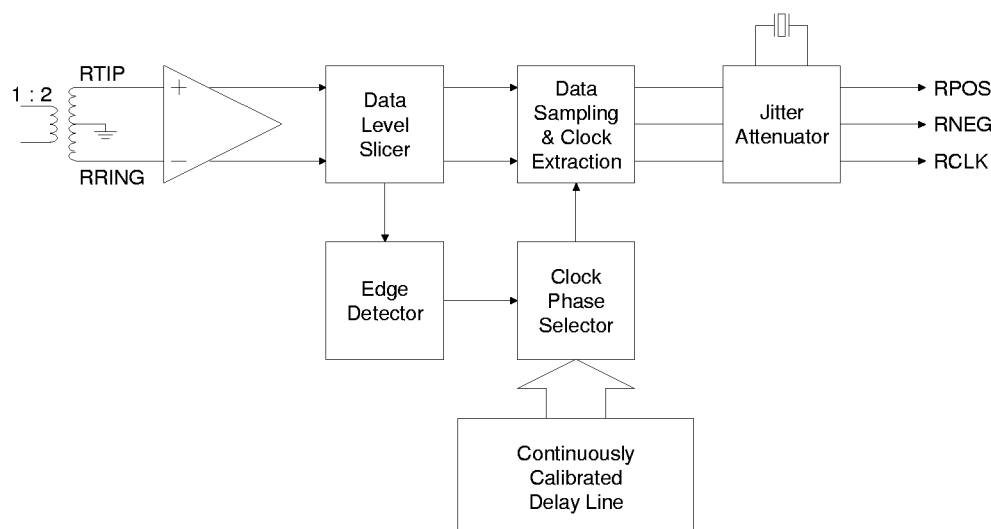 RTIP
1 : 2
+
−
RRING
Data
Level
Slicer
Data
Sampling
& Clock
Extraction
Jitter
Attenuator
RPOS
RNEG
RCLK
Edge
Detector
Clock
Phase
Selector
Continuously
Calibrated
Delay Line